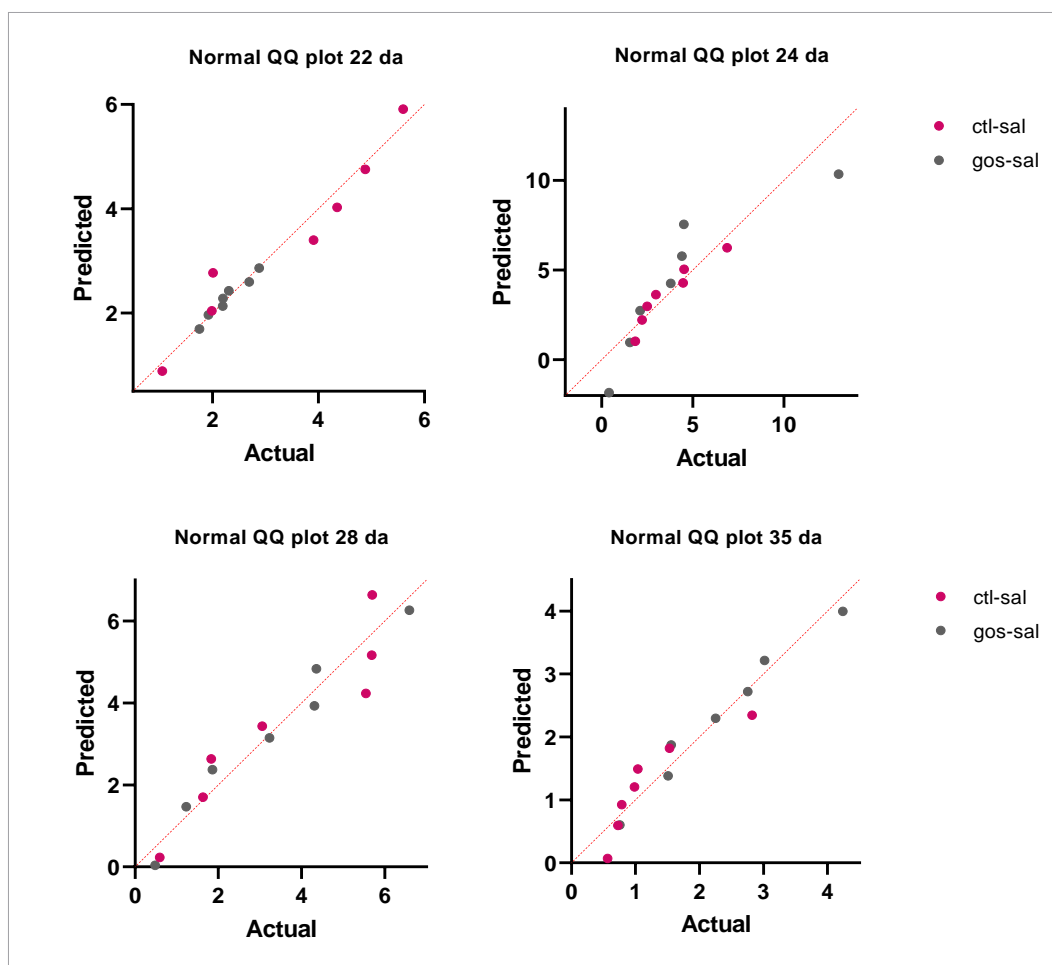 Normal QQ plot 22 da
6
4
2
Predicted
2
4
6
Actual
Normal QQ plot 24 da
10
5
0
Predicted
0
5
10
Actual
ctl-sal
gos-sal
Normal QQ plot 28 da
6
4
2
0
Predicted
0
2
4
6
Actual
Normal QQ plot 35 da
4
3
2
1
0
Predicted
0
1
2
3
4
Actual
ctl-sal
gos-sal